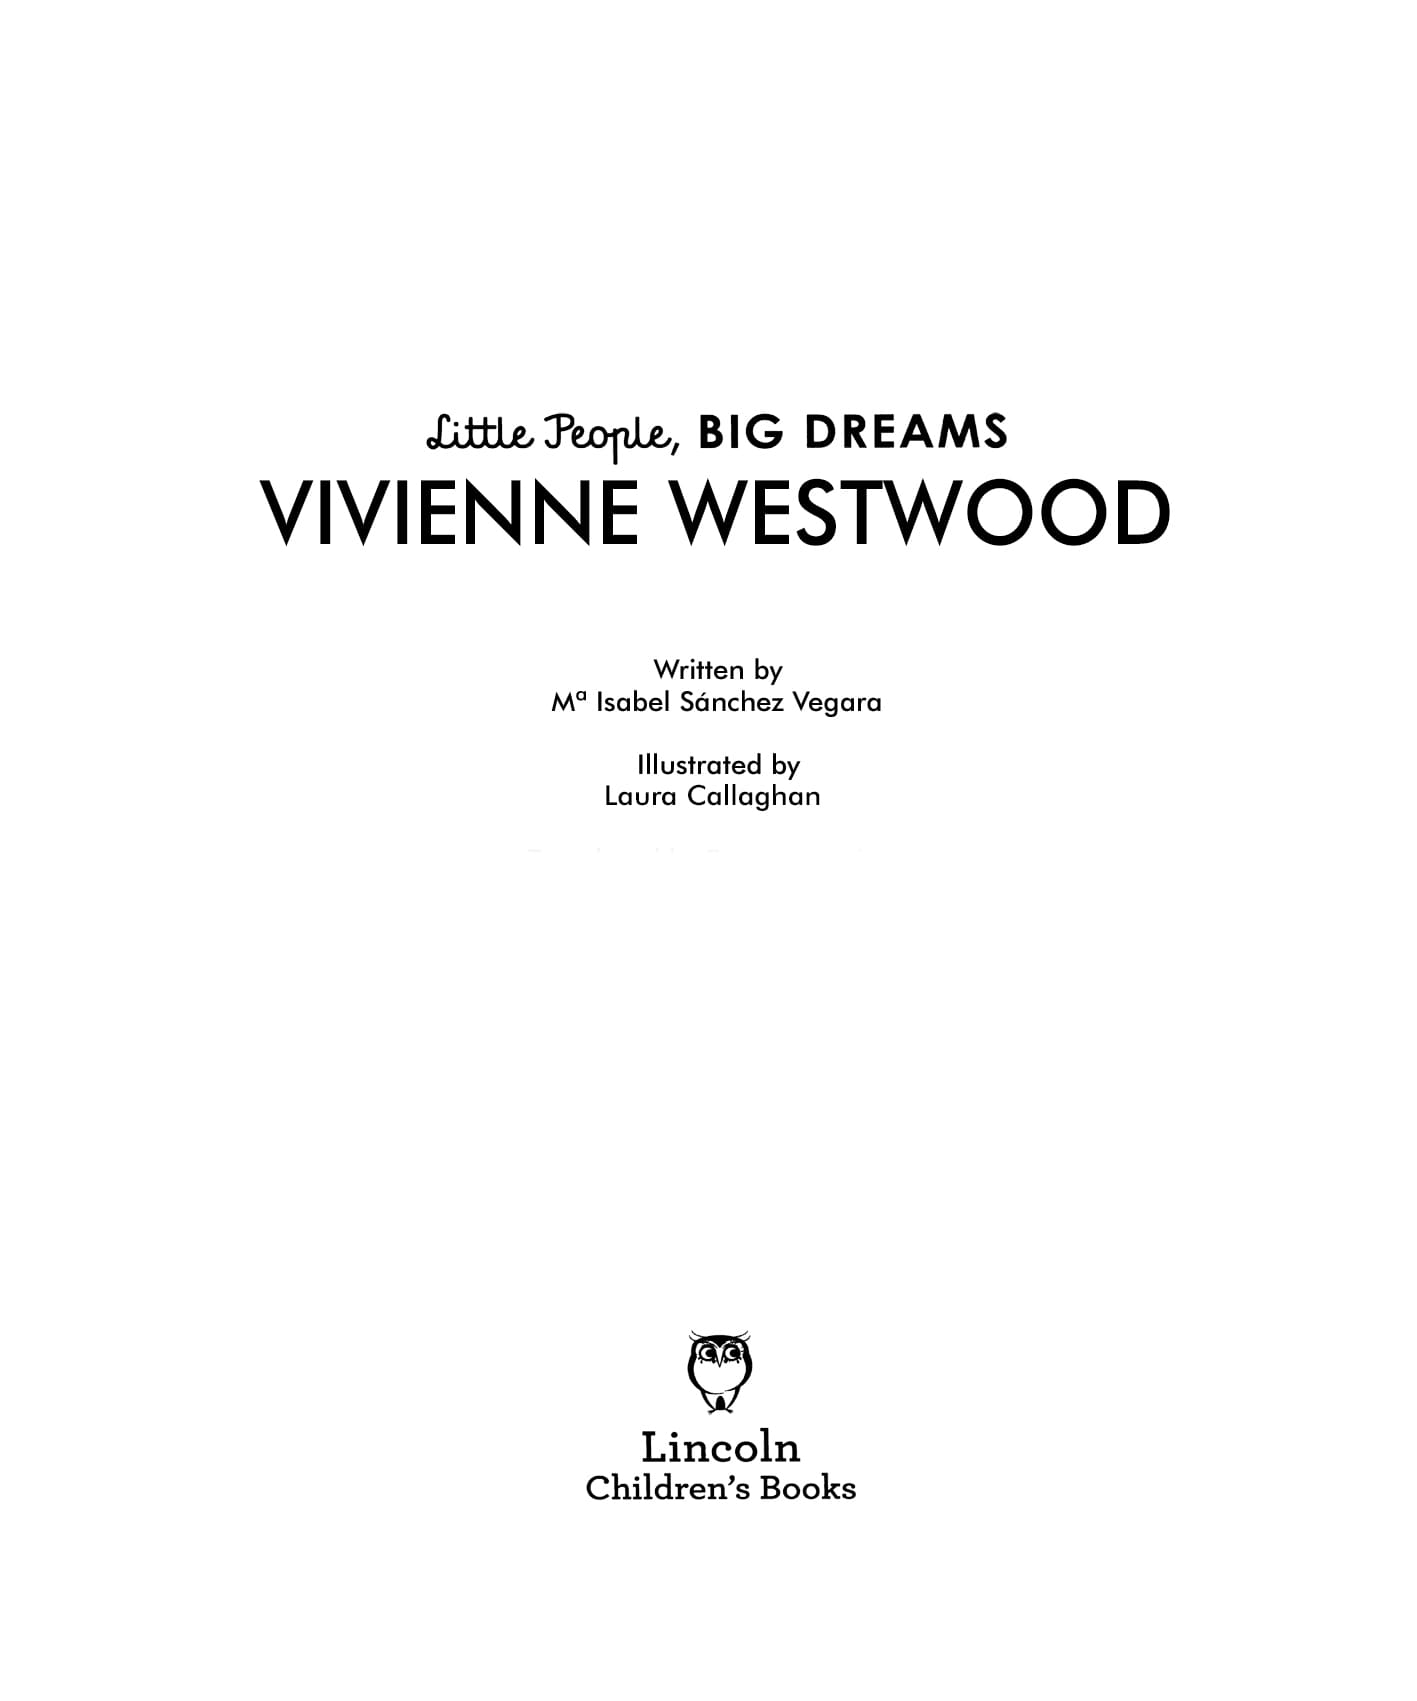 Little People, BIG DREAMS
VIVIENNE WESTWOOD
Written by
Mª Isabel Sánchez Vegara
Illustrated by
Laura Callaghan
Lincoln
Children's Books